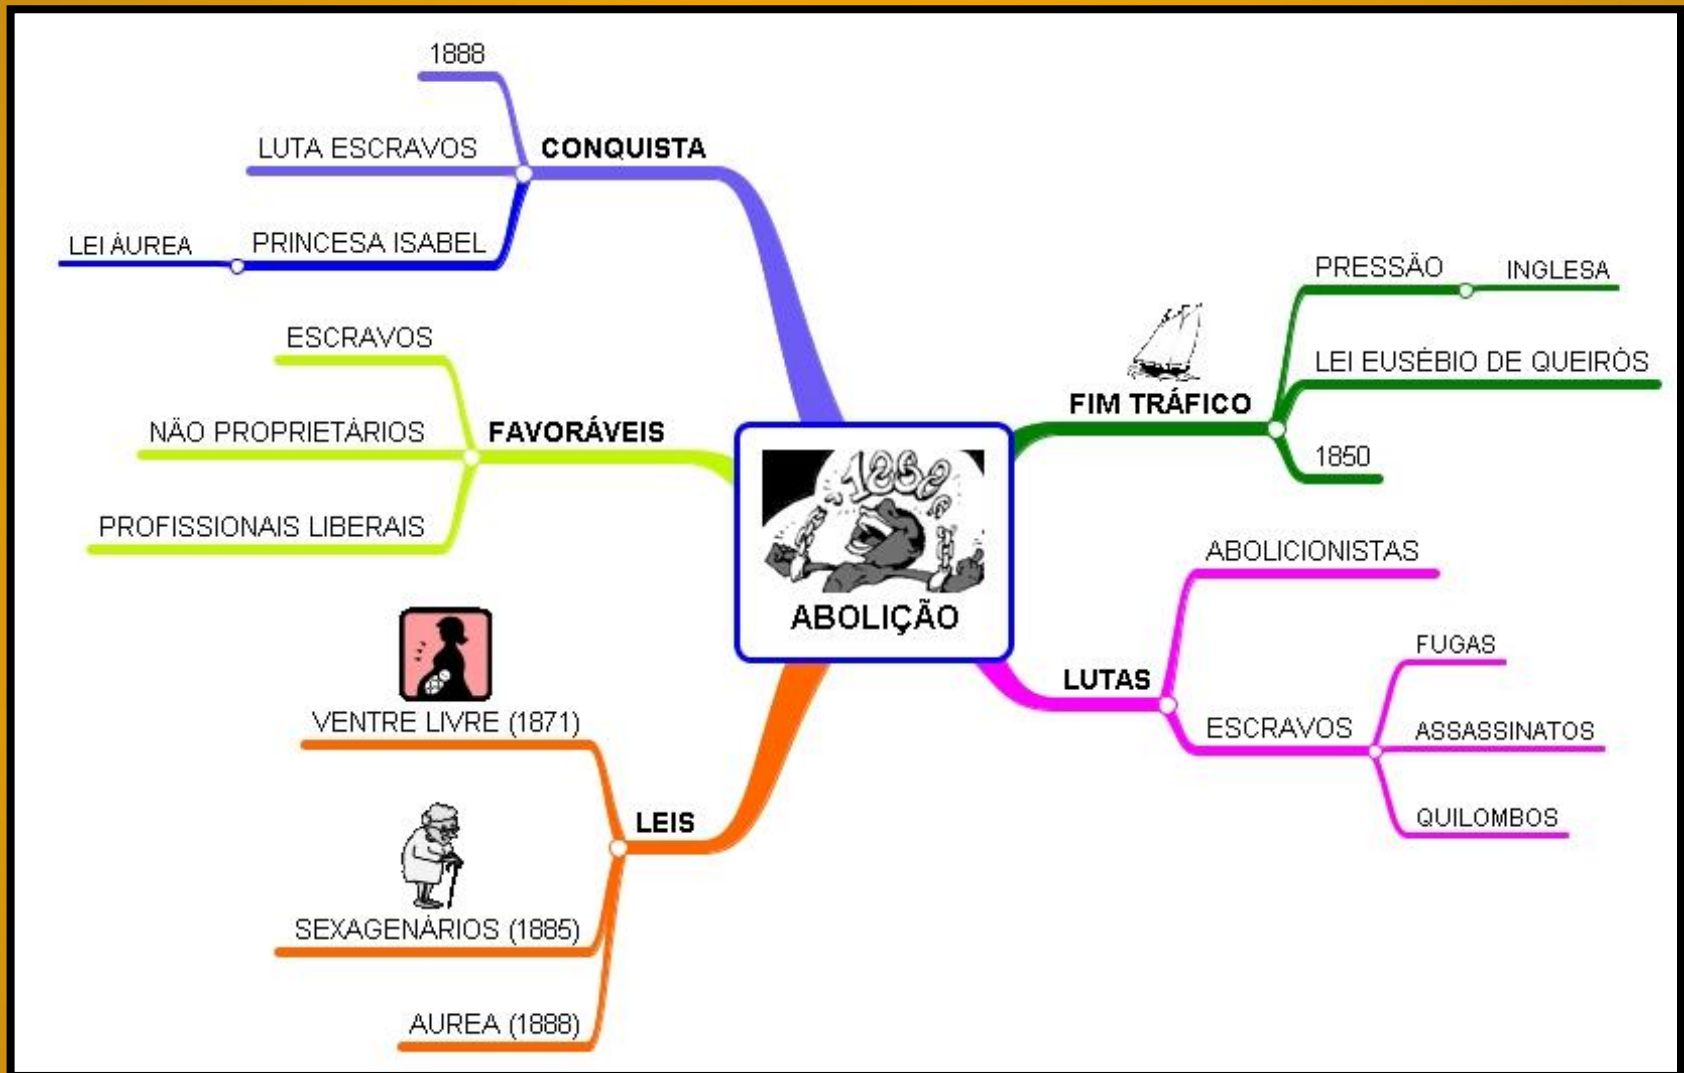 1888
LUTA ESCRAVOS
CONQUISTA
LEI ÁUREA
PRINCESA ISABEL
ESCRAVOS
NÃO PROPRIETÁRIOS
FAVORÁVEIS
PROFISSIONAIS LIBERAIS
VENTRE LIVRE (1871)
LEIS
SEXAGENÁRIOS (1885)
AUREA (1888)
1888
ABOLIÇÃO
PRESSÃO
INGLESA
LEI EUSÉBIO DE QUEIRÓS
FIM TRÁFICO
1850
ABOLICIONISTAS
LUTAS
FUGAS
ESCRAVOS
ASSASSINATOS
QUILOMBOS